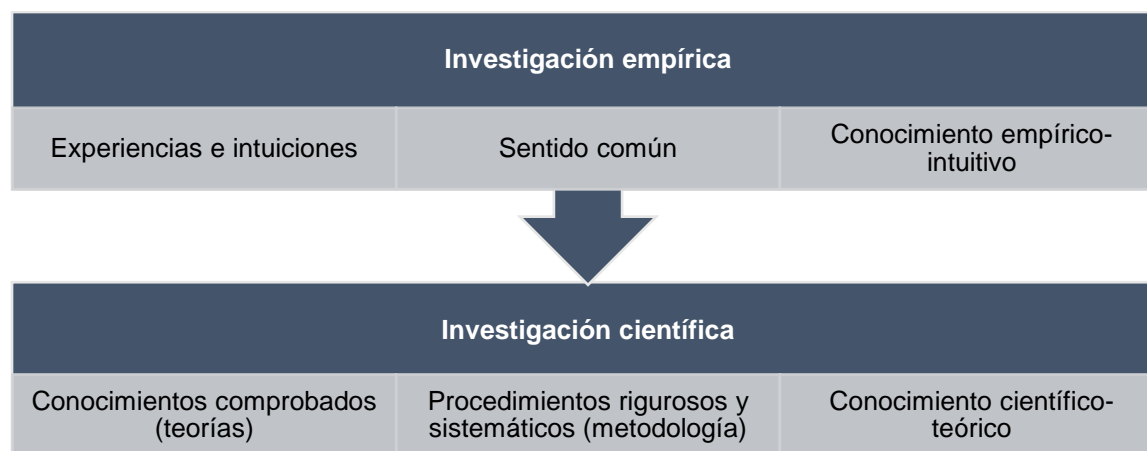 Investigación empírica
Experiencias e intuiciones
Sentido común
Conocimiento empírico-
intuitivo
Investigación científica
Conocimientos comprobados
(teorías)
Procedimientos rigurosos y
sistemáticos (metodología)
Conocimiento científico-
teórico